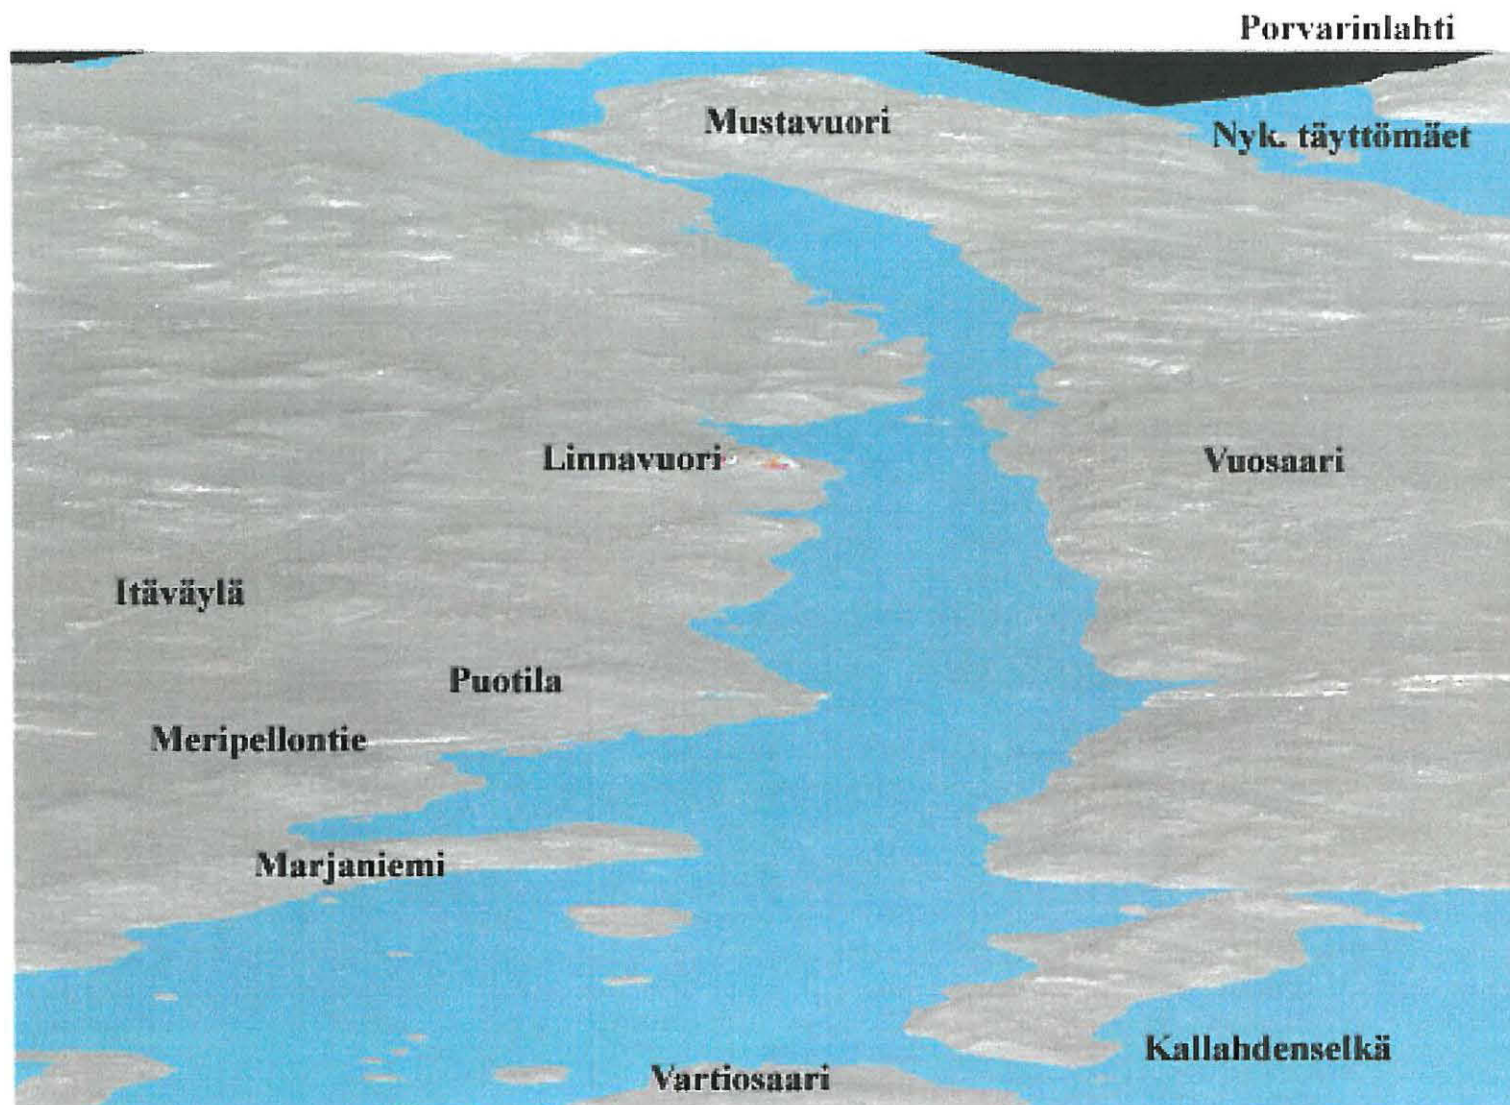 Porvarinlahti
Mustavuori
Nyk. täyttömäet
Linnavuori
Vuosaari
Itäväylä
Puotila
Meripellontie
Marjaniemi
Kallahdenselkä
Vartiosaari